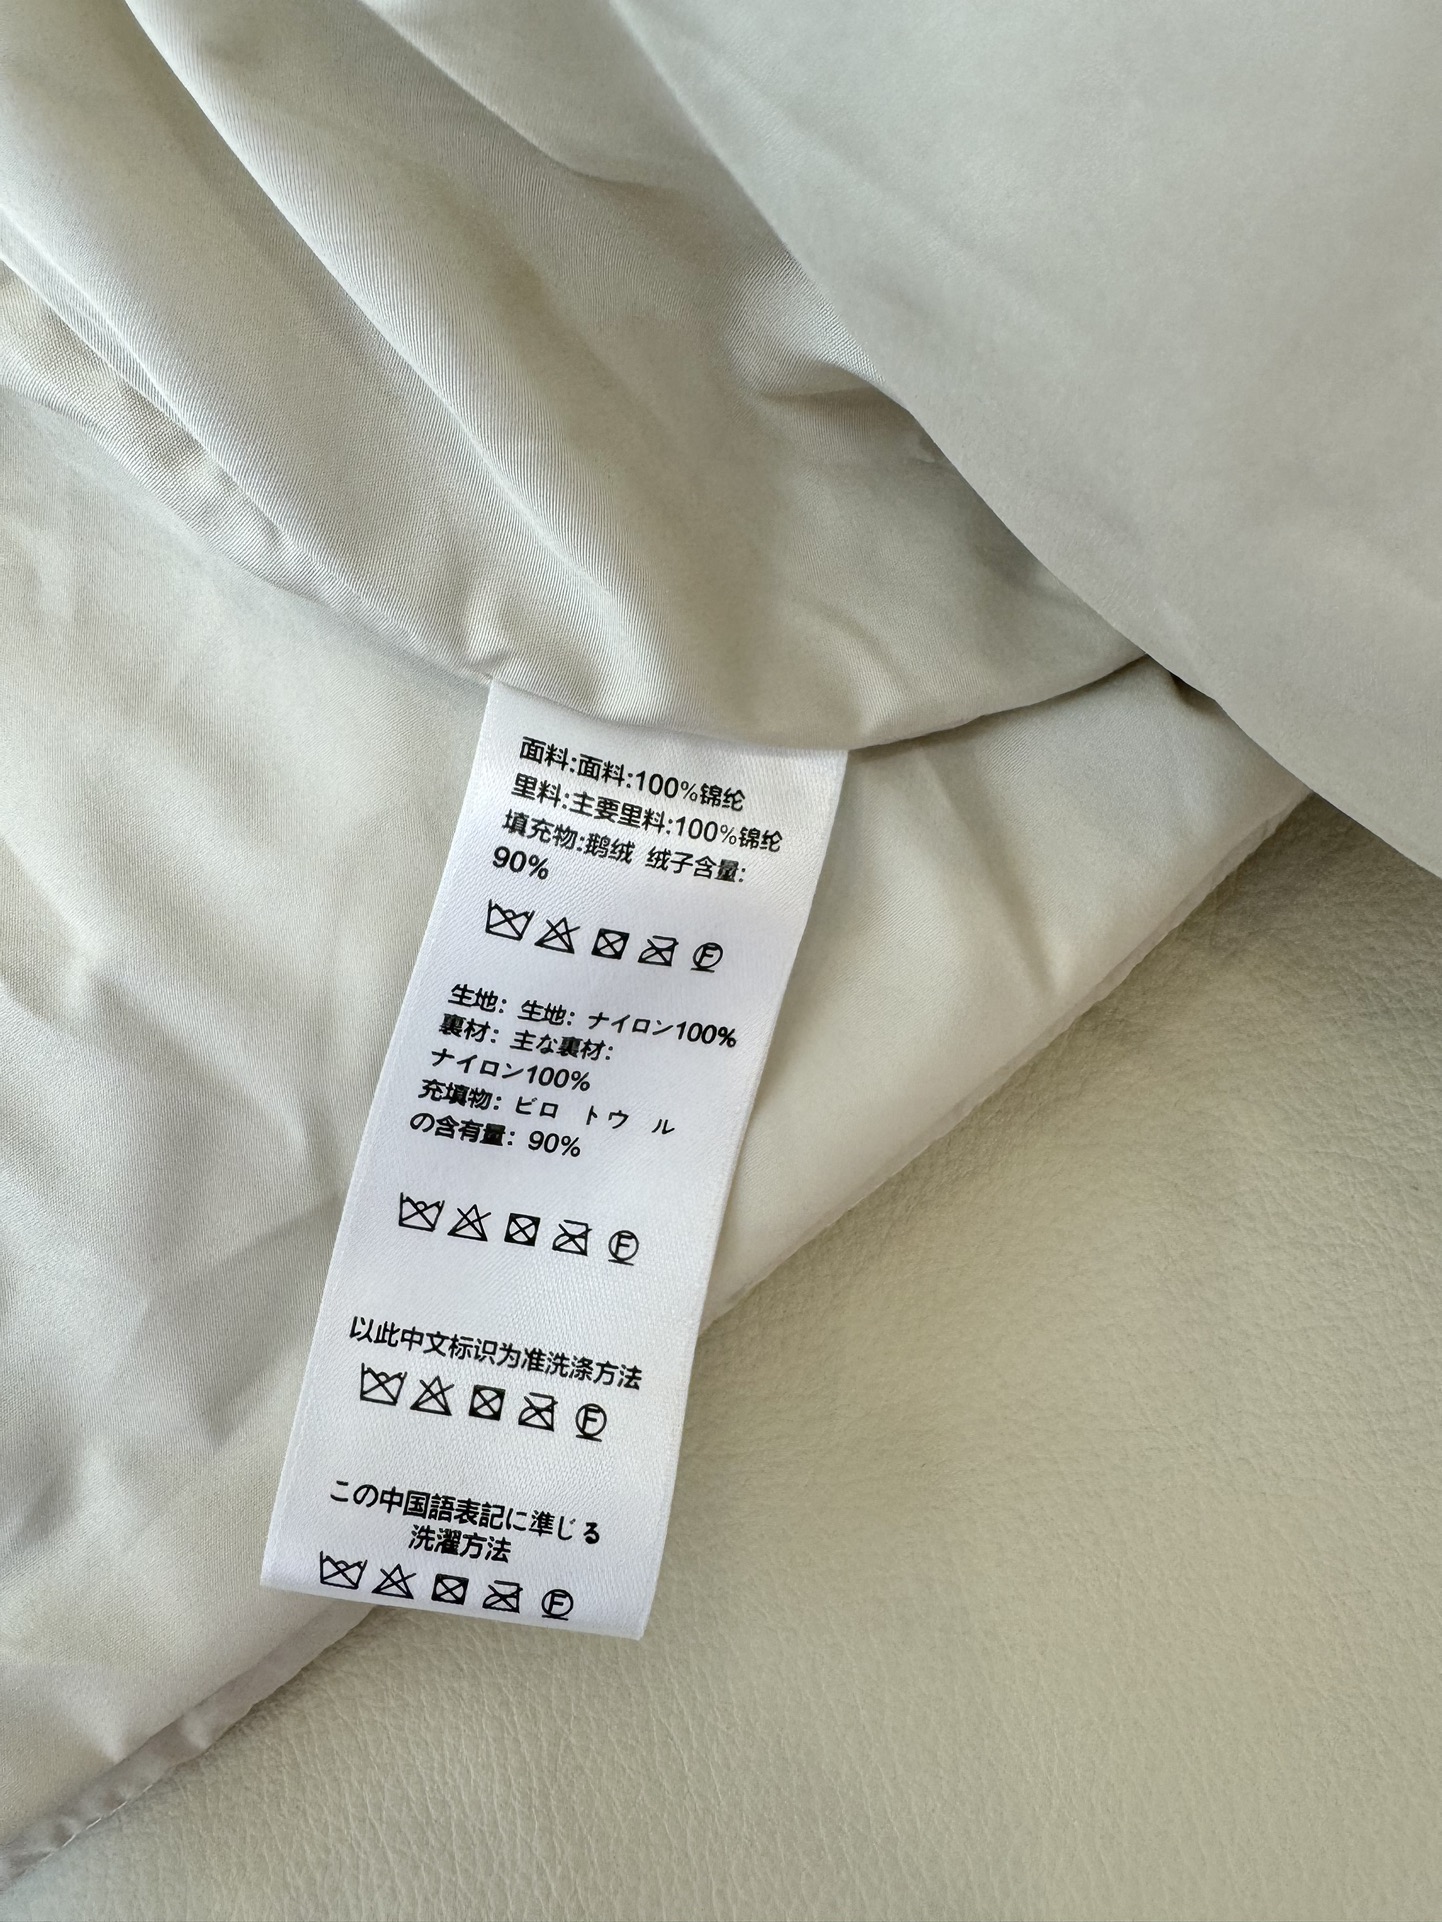 面料:面料:100%锦纶
里料:主要里料:100%锦纶
填充物:鹅绒 绒子含量:
90%
F
生地: 生地: ナイロン100%
裏材: 主な裏材:
ナイロン100%
充填物: ビロ トウ ル
の含有量: 90%
F
以此中文标识为准洗涤方法
F
この中国語表記に準じる
洗濯方法
F